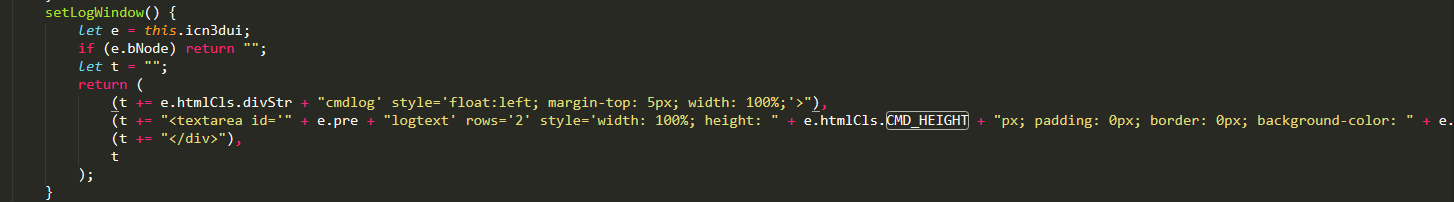 setLogWindow() {
let e = this.icn3dui;
if (e.bNode) return "";
let t = "";
return (
(t += e.htmlCls.divStr + "cmdlog' style='float:left; margin-top: 5px; width: 100%;'>"),
(t += "<textarea id='" + e.pre + "logtext' rows='2' style='width: 100%; height: " + e.htmlCls.CMD_HEIGHT + "px; padding: 0px; border: 0px; background-color: " + e.
(t += "</div>"),
t
);
}